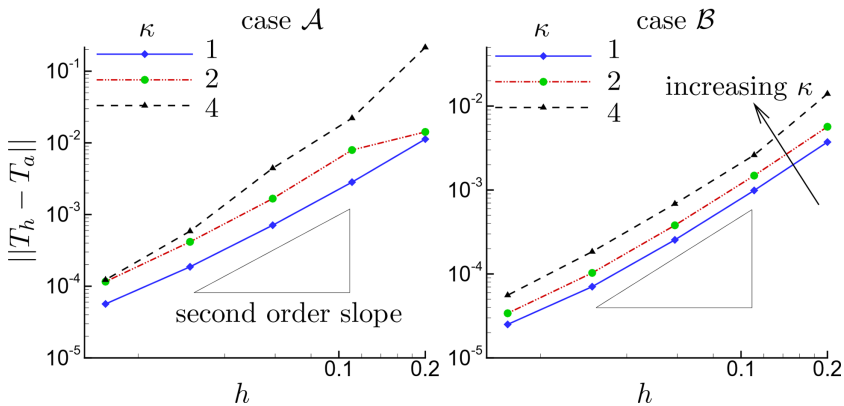 case 𝒜
κ
1
2
4
10⁻¹
10⁻²
10⁻³
10⁻⁴
10⁻⁵
||T_h − T_a||
second order slope
0.1
0.2
h
case ℬ
κ
1
2
4
increasing κ
10⁻²
10⁻³
10⁻⁴
10⁻⁵
0.1
0.2
h